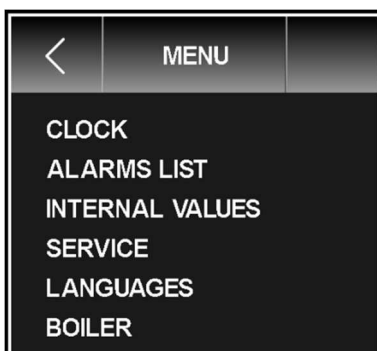 MENU
CLOCK
ALARMS LIST
INTERNAL VALUES
SERVICE
LANGUAGES
BOILER